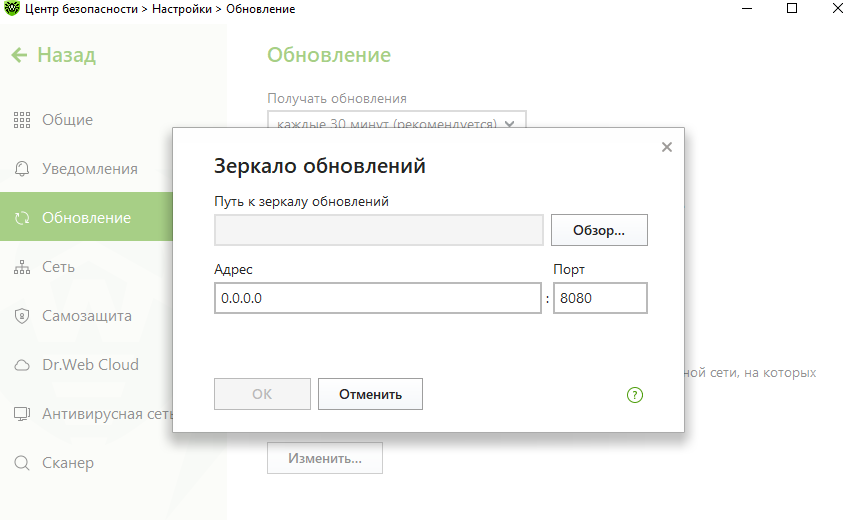 Центр безопасности > Настройки > Обновление
Назад
Общие
Уведомления
Обновление
Сеть
Самозащита
Dr.Web Cloud
Антивирусная сеть
Сканер
Обновление
Получать обновления
каждые 30 минут (рекомендуется)
Зеркало обновлений
Путь к зеркалу обновлений
Обзор...
Адрес Порт
0.0.0.0 : 8080
ОК Отменить ?
сети, на которых
Изменить...